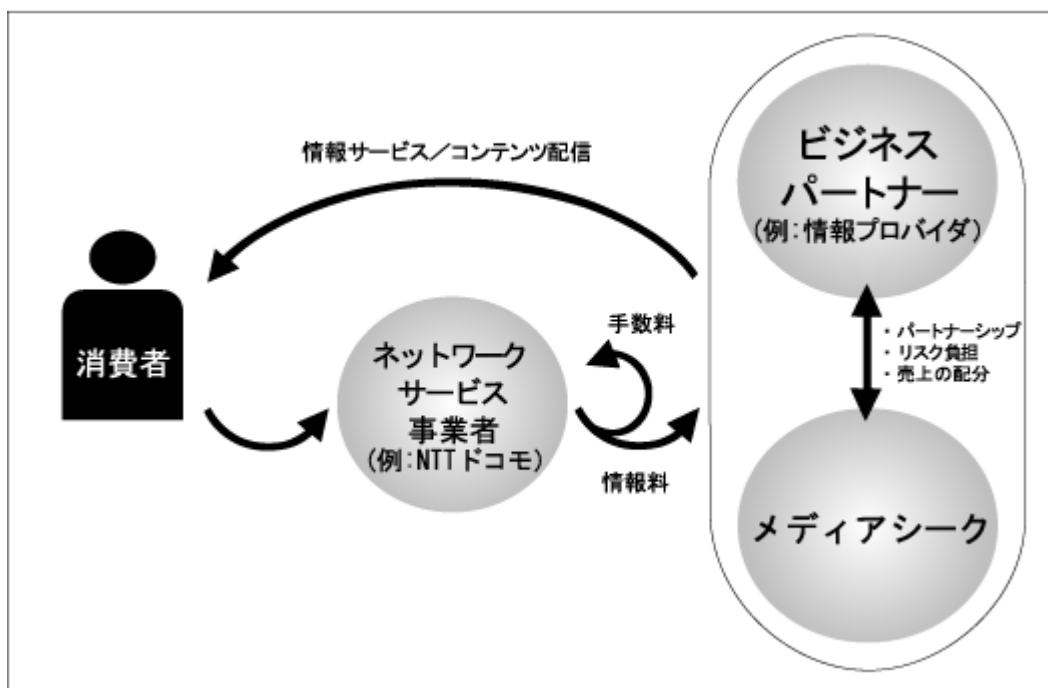 情報サービス／コンテンツ配信
消費者
ネットワーク
サービス
事業者
（例：NTTドコモ）
手数料
情報料
ビジネス
パートナー
（例：情報プロバイダ）
・パートナーシップ
・リスク負担
・売上の配分
メディアシーク